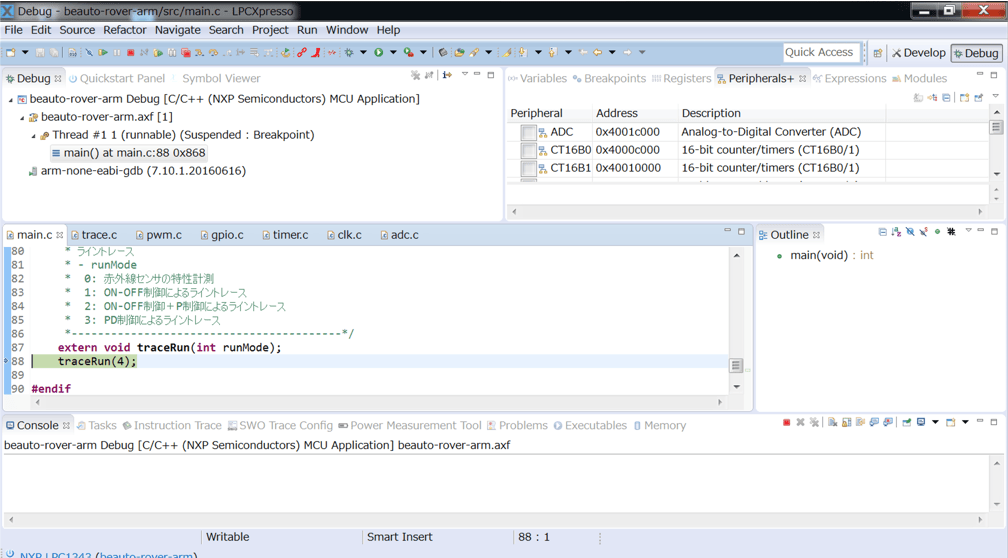 Debug - beauto-rover-arm/src/main.c - LPCXpresso
File Edit Source Refactor Navigate Search Project Run Window Help
Quick Access Develop Debug
Debug Quickstart Panel Symbol Viewer
beauto-rover-arm Debug [C/C++ (NXP Semiconductors) MCU Application]
beauto-rover-arm.axf [1]
Thread #1 1 (runnable) (Suspended : Breakpoint)
main() at main.c:88 0x868
arm-none-eabi-gdb (7.10.1.20160616)
Variables Breakpoints Registers Peripherals+ Expressions Modules
Peripheral Address Description
ADC 0x4001c000 Analog-to-Digital Converter (ADC)
CT16B0 0x4000c000 16-bit counter/timers (CT16B0/1)
CT16B1 0x40010000 16-bit counter/timers (CT16B0/1)
main.c trace.c pwm.c gpio.c timer.c clk.c adc.c
80 * ライントレース
81 * - runMode
82 * 0: 赤外線センサの特性計測
83 * 1: ON-OFF制御によるライントレース
84 * 2: ON-OFF制御＋P制御によるライントレース
85 * 3: PD制御によるライントレース
86 *----------------------------------------*/
87 extern void traceRun(int runMode);
88 traceRun(4);
89
90 #endif
Outline
main(void) : int
Console Tasks Instruction Trace SWO Trace Config Power Measurement Tool Problems Executables Memory
beauto-rover-arm Debug [C/C++ (NXP Semiconductors) MCU Application] beauto-rover-arm.axf
Writable Smart Insert 88 : 1
NXP LPC1343 (beauto-rover-arm)